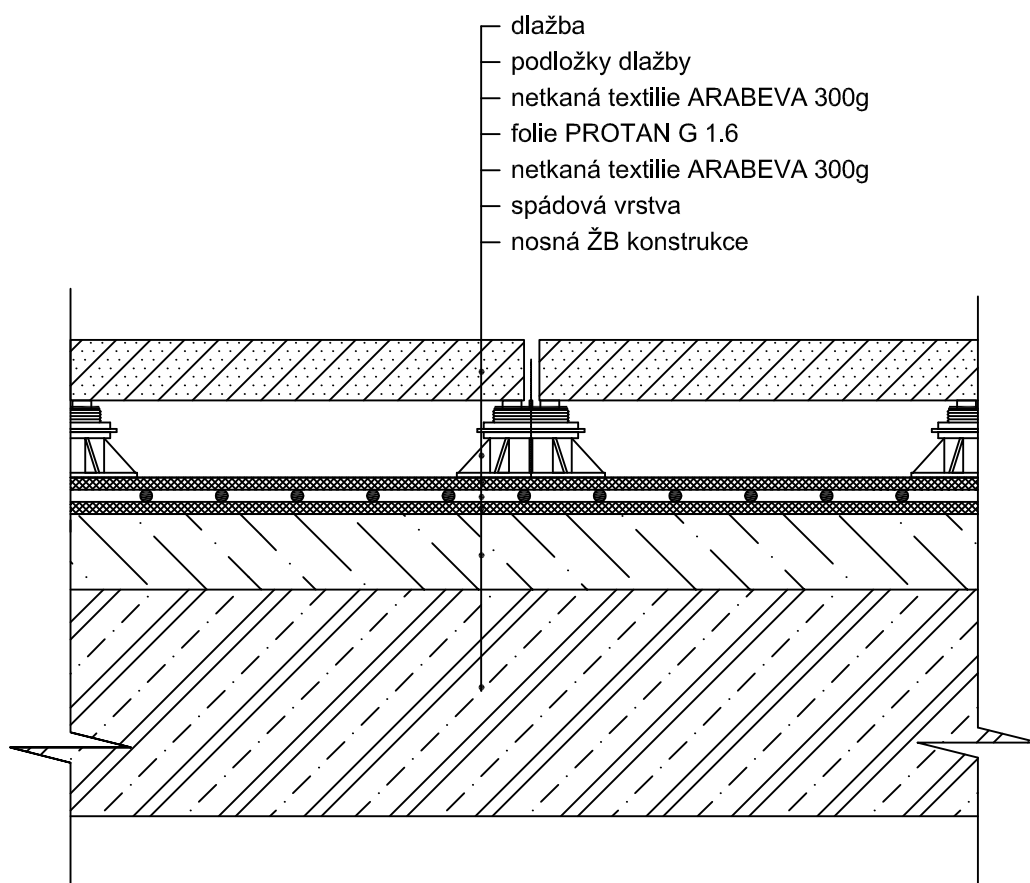 dlažba
podložky dlažby
netkaná textilie ARABEVA 300g
folie PROTAN G 1.6
netkaná textilie ARABEVA 300g
spádová vrstva
nosná ŽB konstrukce